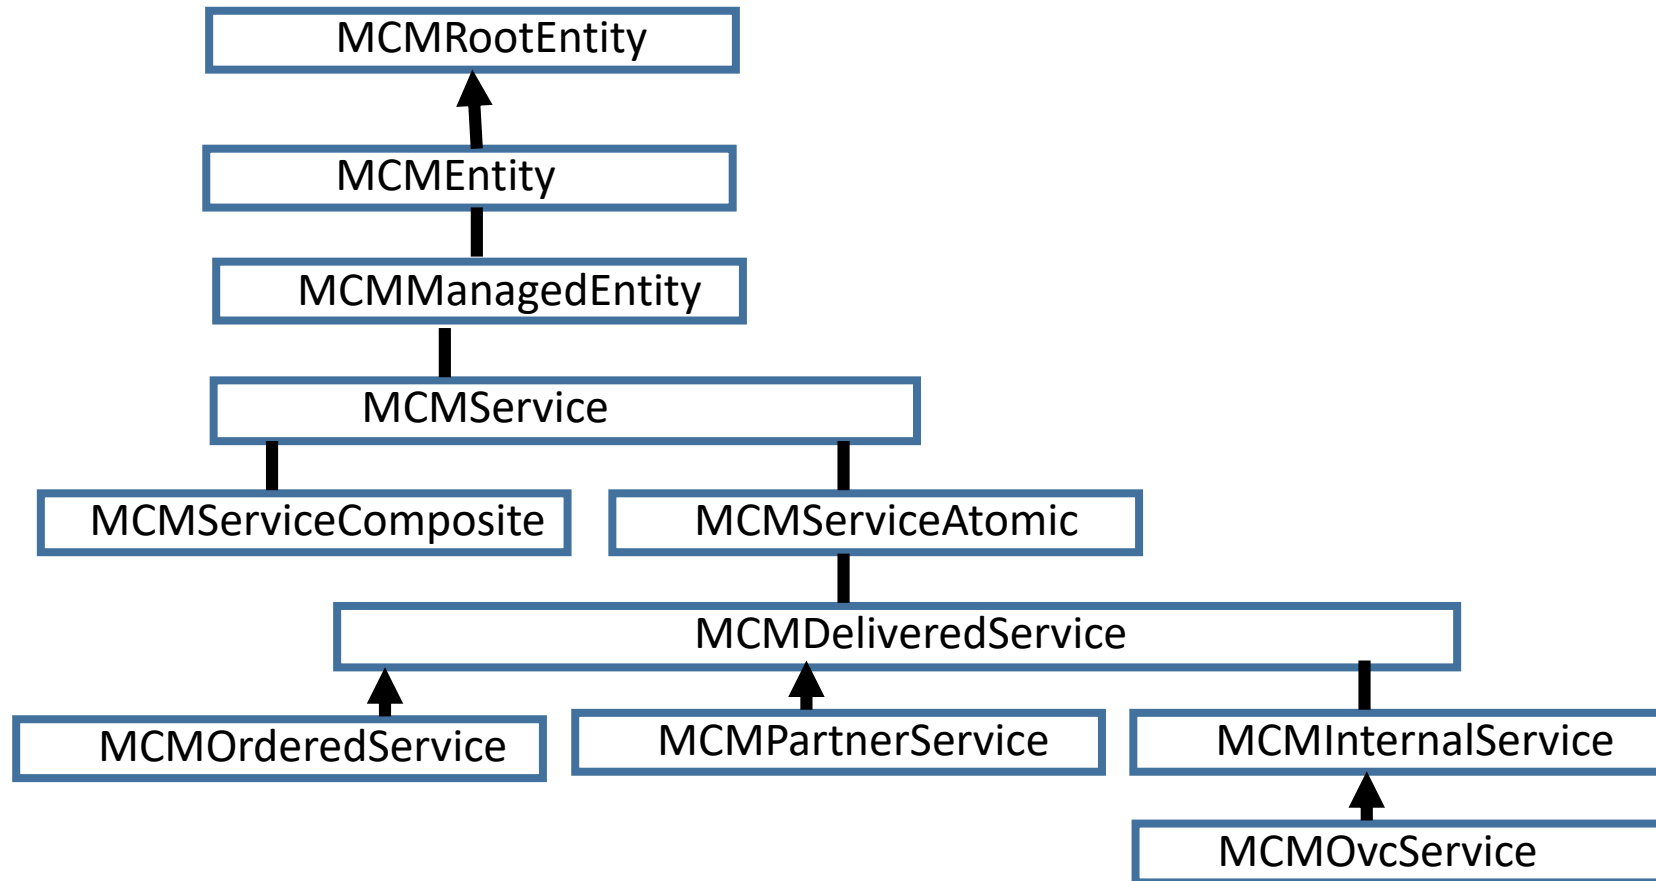 MCMRootEntity
MCMEntity
MCMManagedEntity
MCMService
MCMServiceComposite
MCMServiceAtomic
MCMDeliveredService
MCMOrderedService
MCMPartnerService
MCMInternalService
MCMOvcService